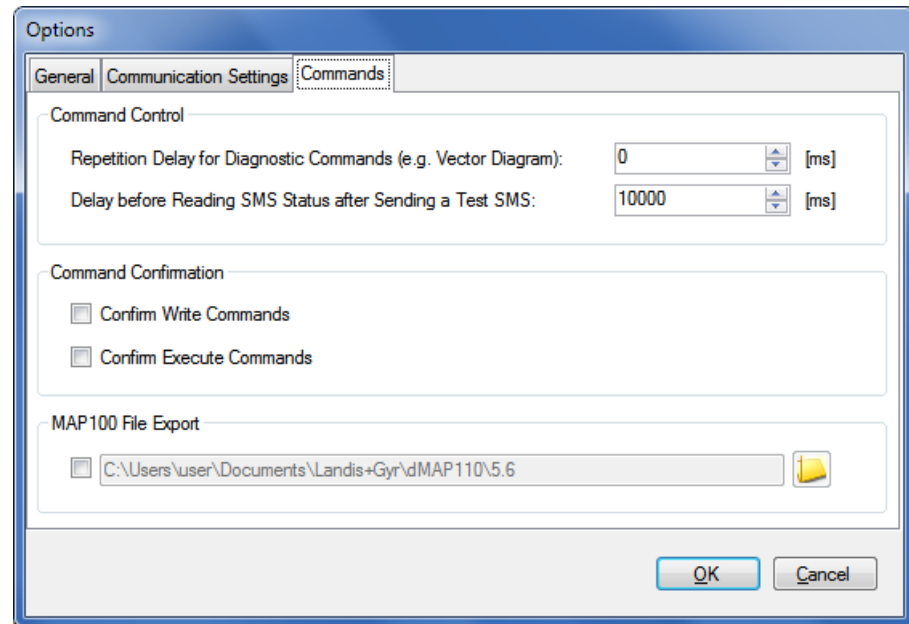 Options
General Communication Settings Commands
Command Control
Repetition Delay for Diagnostic Commands (e.g. Vector Diagram): 0 [ms]
Delay before Reading SMS Status after Sending a Test SMS: 10000 [ms]
Command Confirmation
Confirm Write Commands
Confirm Execute Commands
MAP100 File Export
C:\Users\user\Documents\Landis+Gyr\dMAP110\5.6
OK Cancel